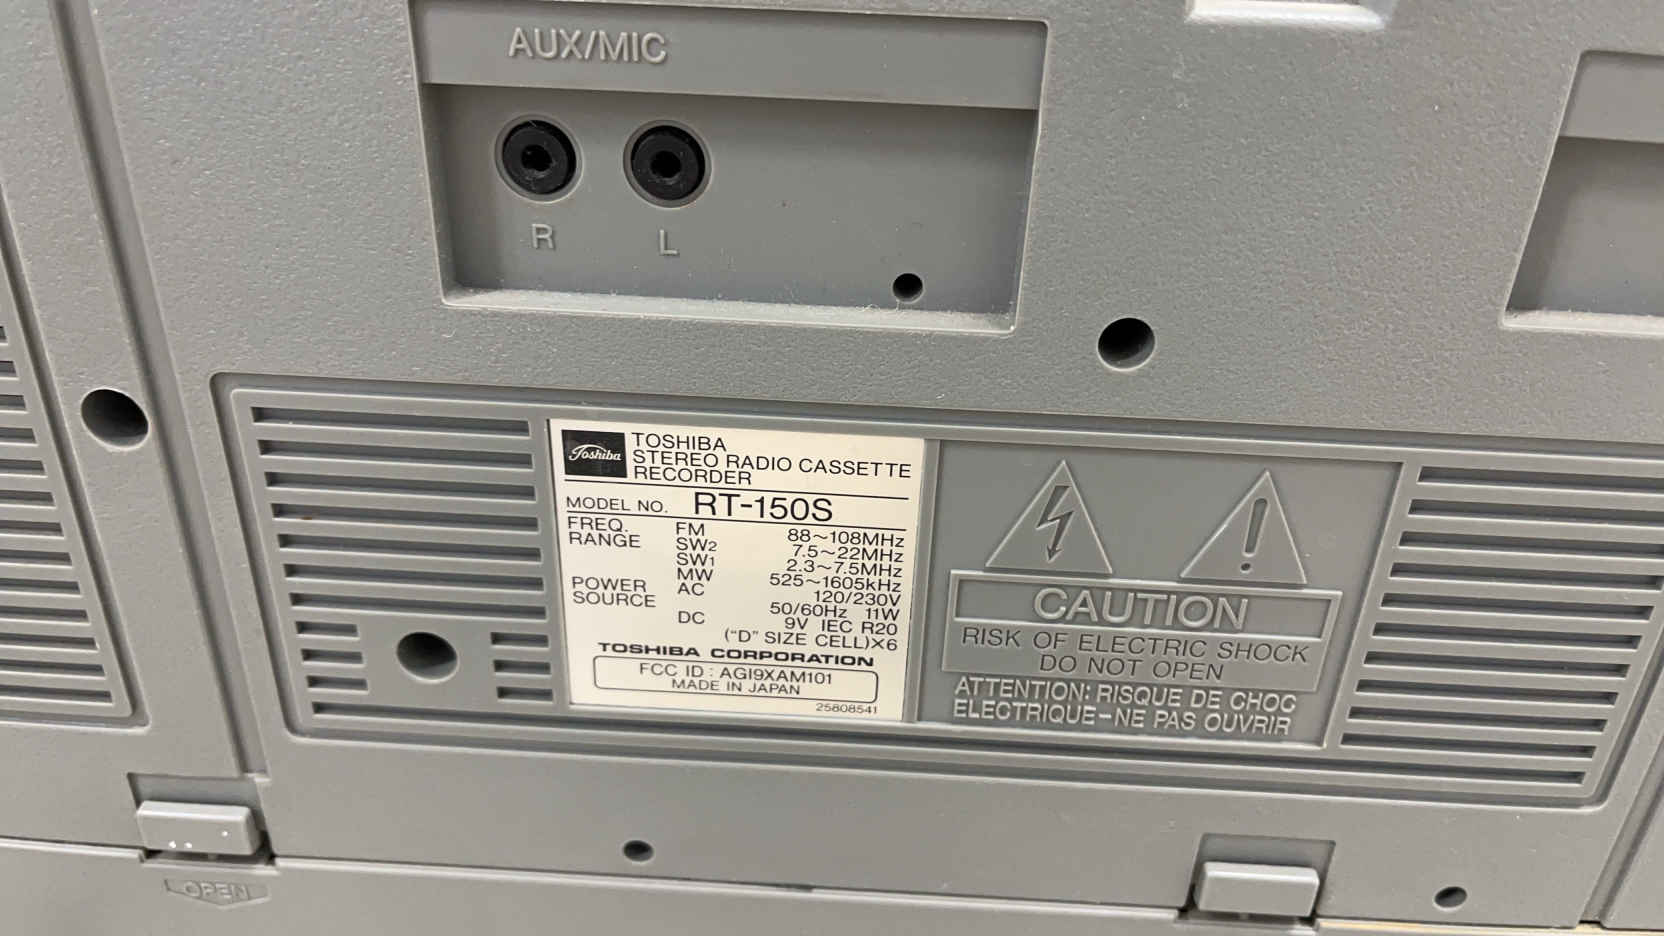 AUX/MIC
R L
Toshiba
TOSHIBA
STEREO RADIO CASSETTE
RECORDER
MODEL NO. RT-150S
FREQ. RANGE FM 88~108MHz
SW2 7.5~22MHz
SW1 2.3~7.5MHz
MW 525~1605kHz
POWER SOURCE AC 120/230V
50/60Hz 11W
DC 9V IEC R20
("D" SIZE CELL)×6
TOSHIBA CORPORATION
FCC ID : AGI9XAM101
MADE IN JAPAN
25808541
CAUTION
RISK OF ELECTRIC SHOCK
DO NOT OPEN
ATTENTION: RISQUE DE CHOC
ELECTRIQUE-NE PAS OUVRIR
OPEN